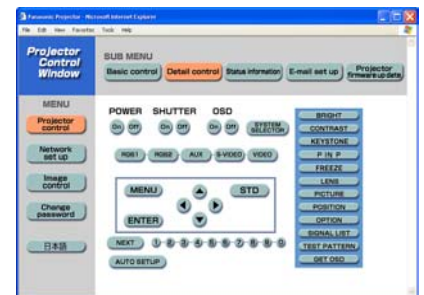 Panasonic Projector - Microsoft Internet Explorer
File Edit View Favorites Tools Help
Projector
Control
Window
SUB MENU
Basic control Detail control Status information E-mail set up Projector
firmware up date
MENU
Projector
control
Network
set up
Image
control
Change
password
日本語
POWER SHUTTER OSD
On Off On Off On Off SYSTEM
SELECTOR
RGB1 RGB2 AUX S-VIDEO VIDEO
MENU STD
ENTER
NEXT 1 2 3 4 5 6 7 8 9 0
AUTO SETUP
BRIGHT
CONTRAST
KEYSTONE
P IN P
FREEZE
LENS
PICTURE
POSITION
OPTION
SIGNAL LIST
TEST PATTERN
GET OSD